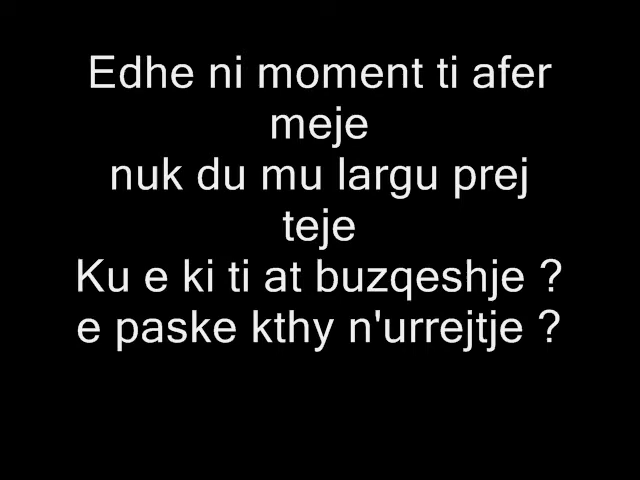 Edhe ni moment ti afer
meje
nuk du mu largu prej
teje
Ku e ki ti at buzqeshje ?
e paske kthy n'urrejtje ?